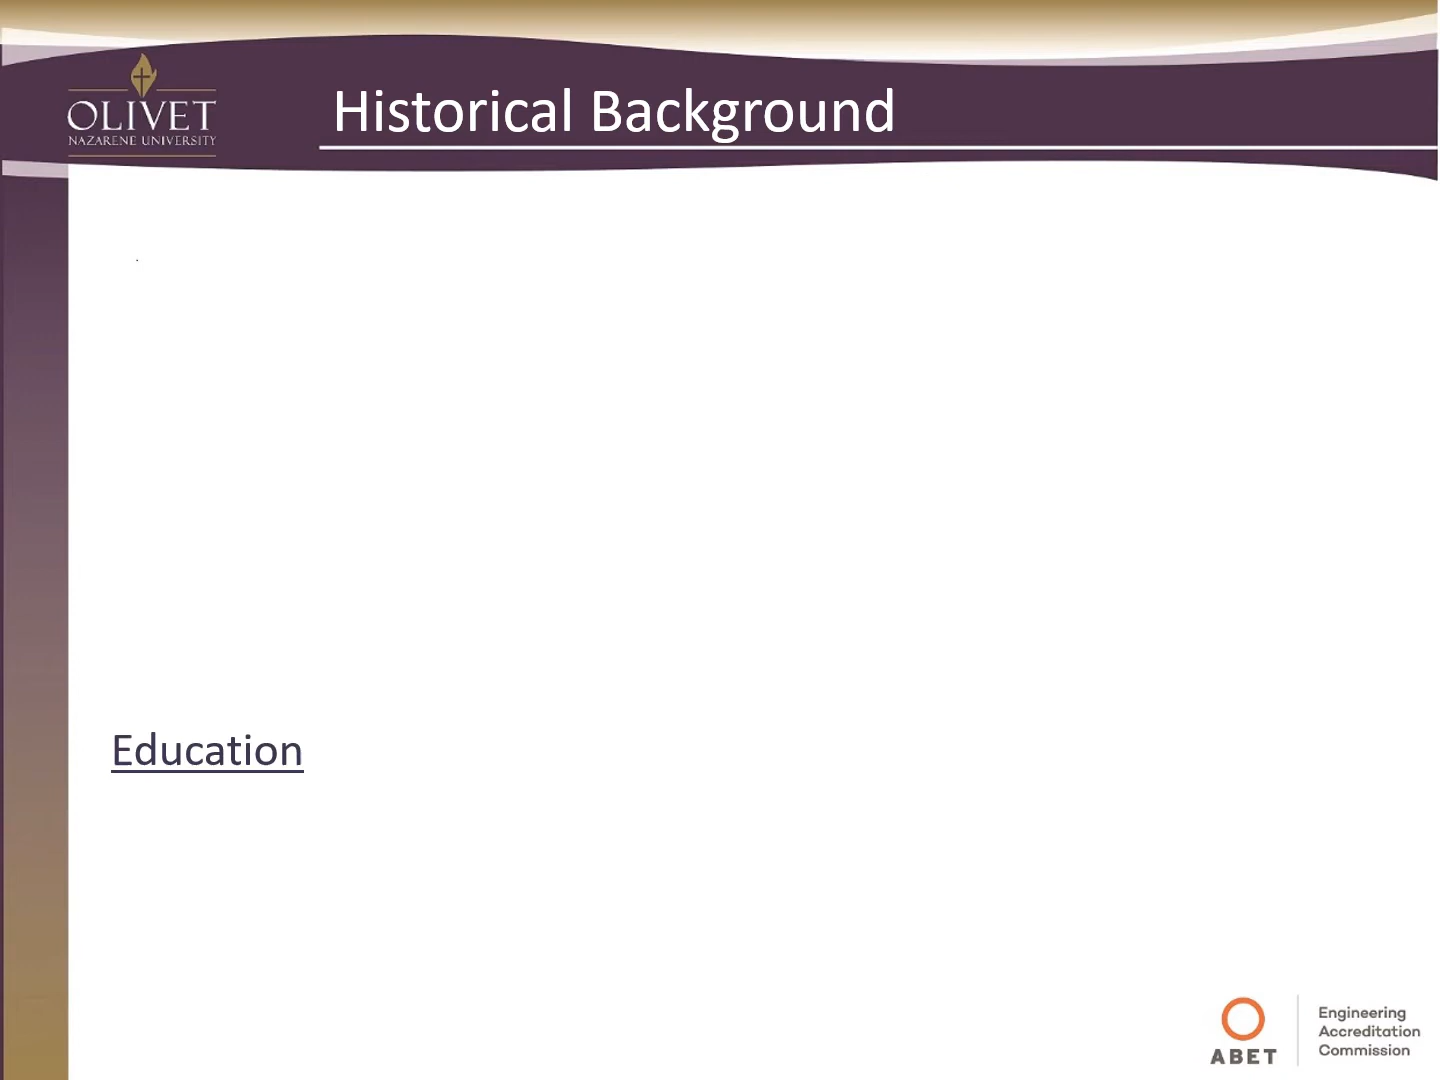 OLIVET
NAZARENE UNIVERSITY
Historical Background
.
Education
ABET
Engineering
Accreditation
Commission